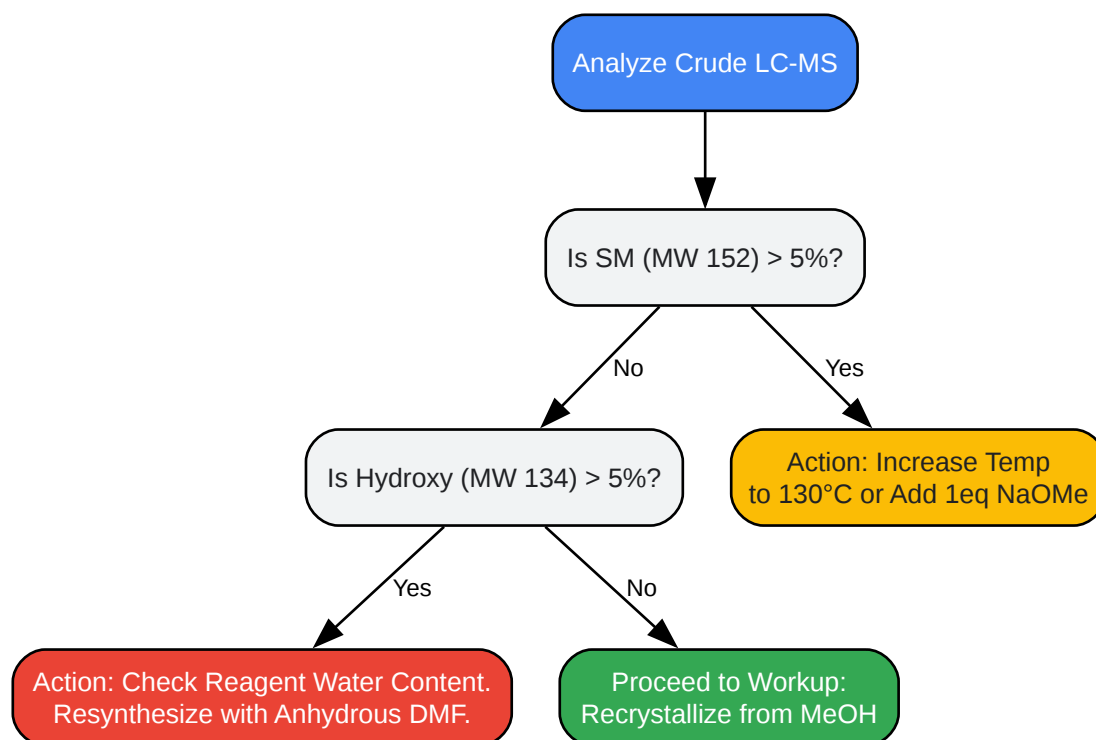 Analyze Crude LC-MS
Is SM (MW 152) > 5%?
No
Yes
Is Hydroxy (MW 134) > 5%?
Action: Increase Temp
to 130°C or Add 1eq NaOMe
Yes
No
Action: Check Reagent Water Content.
Resynthesize with Anhydrous DMF.
Proceed to Workup:
Recrystallize from MeOH